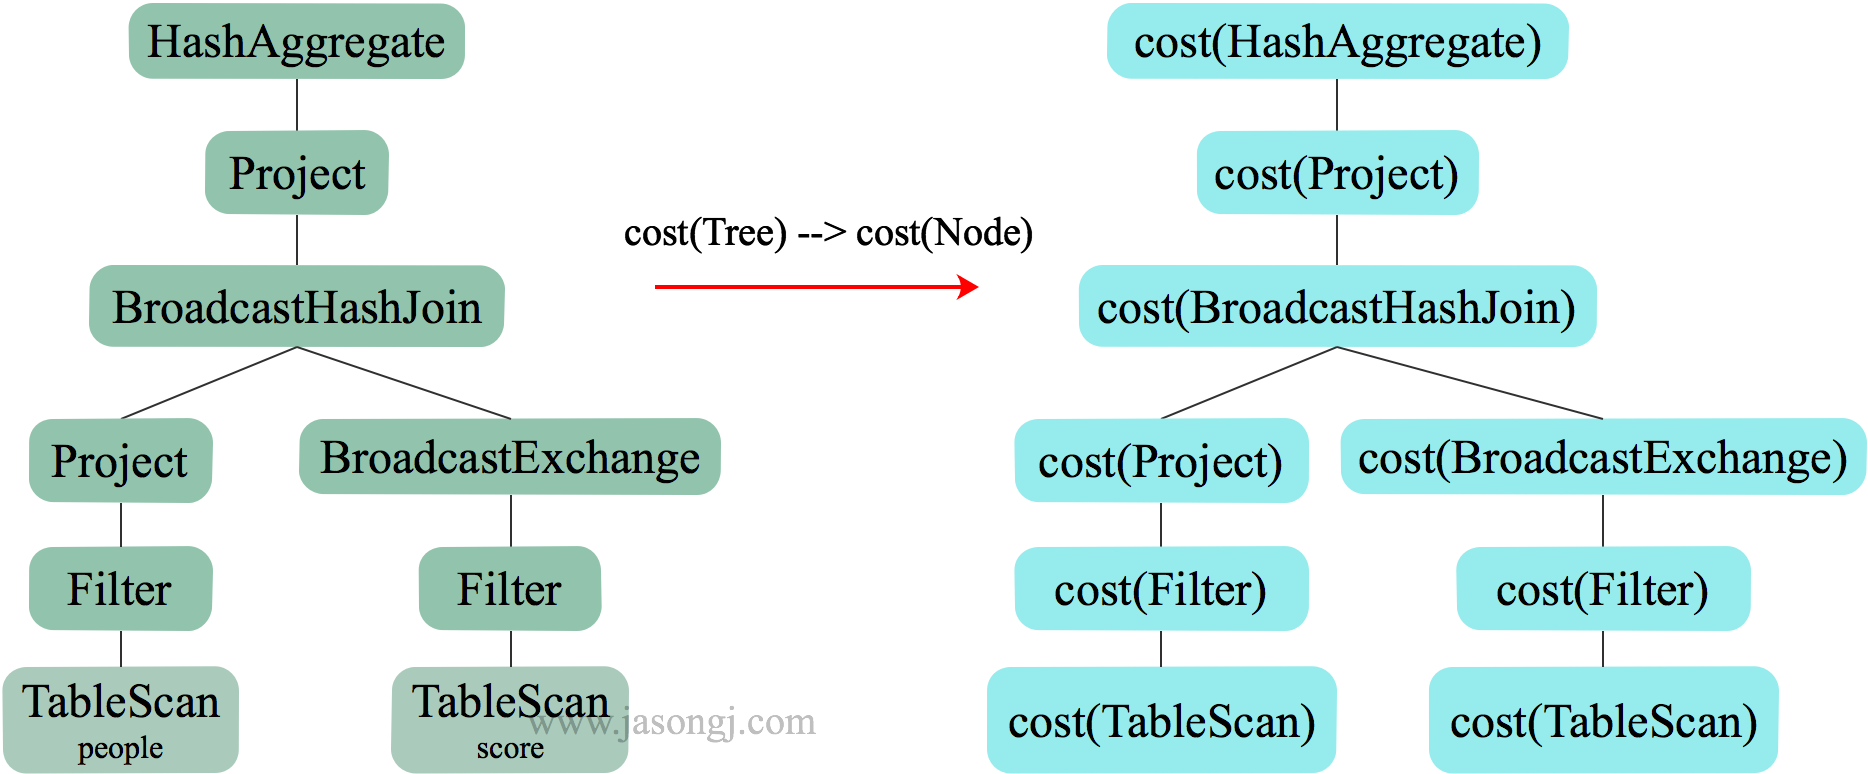 HashAggregate
Project
BroadcastHashJoin
Project
BroadcastExchange
Filter
Filter
TableScan
people
TableScan
score
cost(Tree) --> cost(Node)
cost(HashAggregate)
cost(Project)
cost(BroadcastHashJoin)
cost(Project)
cost(BroadcastExchange)
cost(Filter)
cost(Filter)
cost(TableScan)
cost(TableScan)
www.jasongj.com